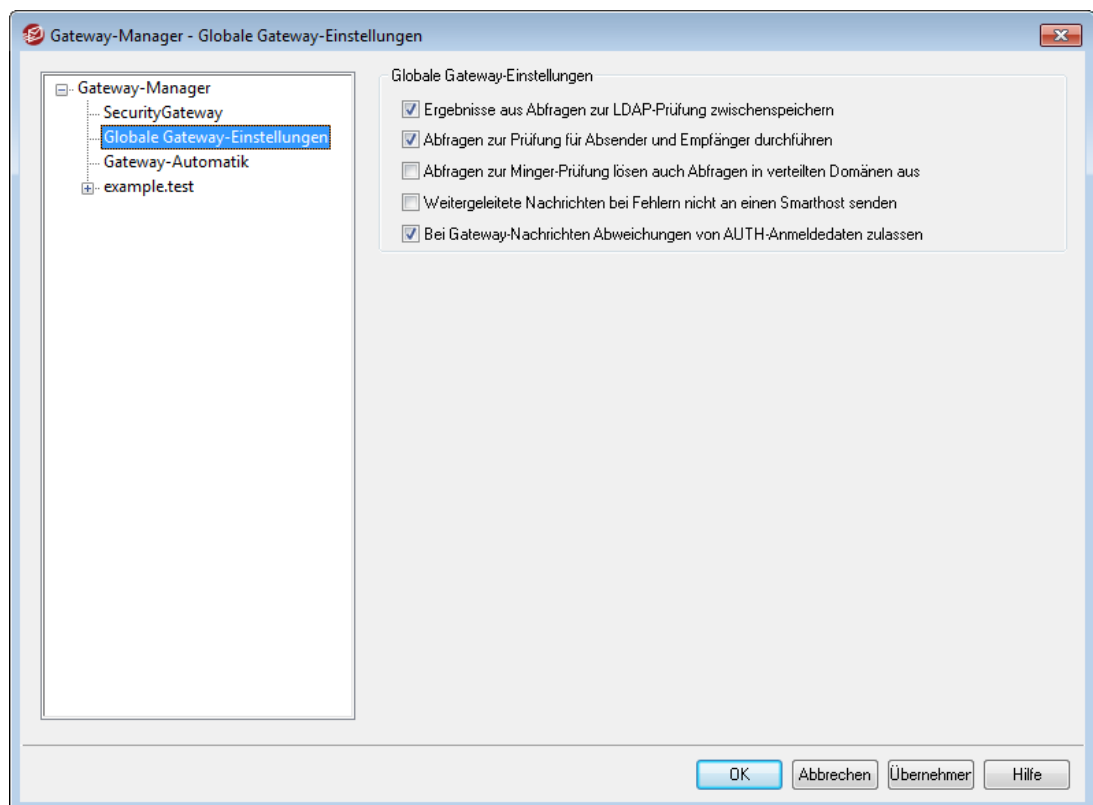 Gateway-Manager - Globale Gateway-Einstellungen
Gateway-Manager
SecurityGateway
Globale Gateway-Einstellungen
Gateway-Automatik
example.test
Globale Gateway-Einstellungen
Ergebnisse aus Abfragen zur LDAP-Prüfung zwischenspeichern
Abfragen zur Prüfung für Absender und Empfänger durchführen
Abfragen zur Minger-Prüfung lösen auch Abfragen in verteilten Domänen aus
Weitergeleitete Nachrichten bei Fehlern nicht an einen Smarthost senden
Bei Gateway-Nachrichten Abweichungen von AUTH-Anmeldedaten zulassen
OK Abbrechen Übernehmer Hilfe